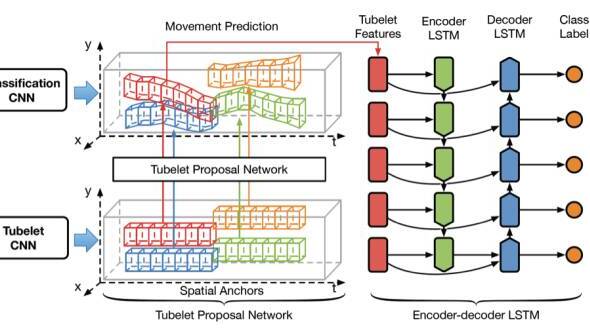 Movement Prediction
Tubelet
Features
Encoder
LSTM
Decoder
LSTM
Class
Label
y
x
t
assification
CNN
Tubelet Proposal Network
y
x
t
Tubelet
CNN
Spatial Anchors
Tubelet Proposal Network
Encoder-decoder LSTM